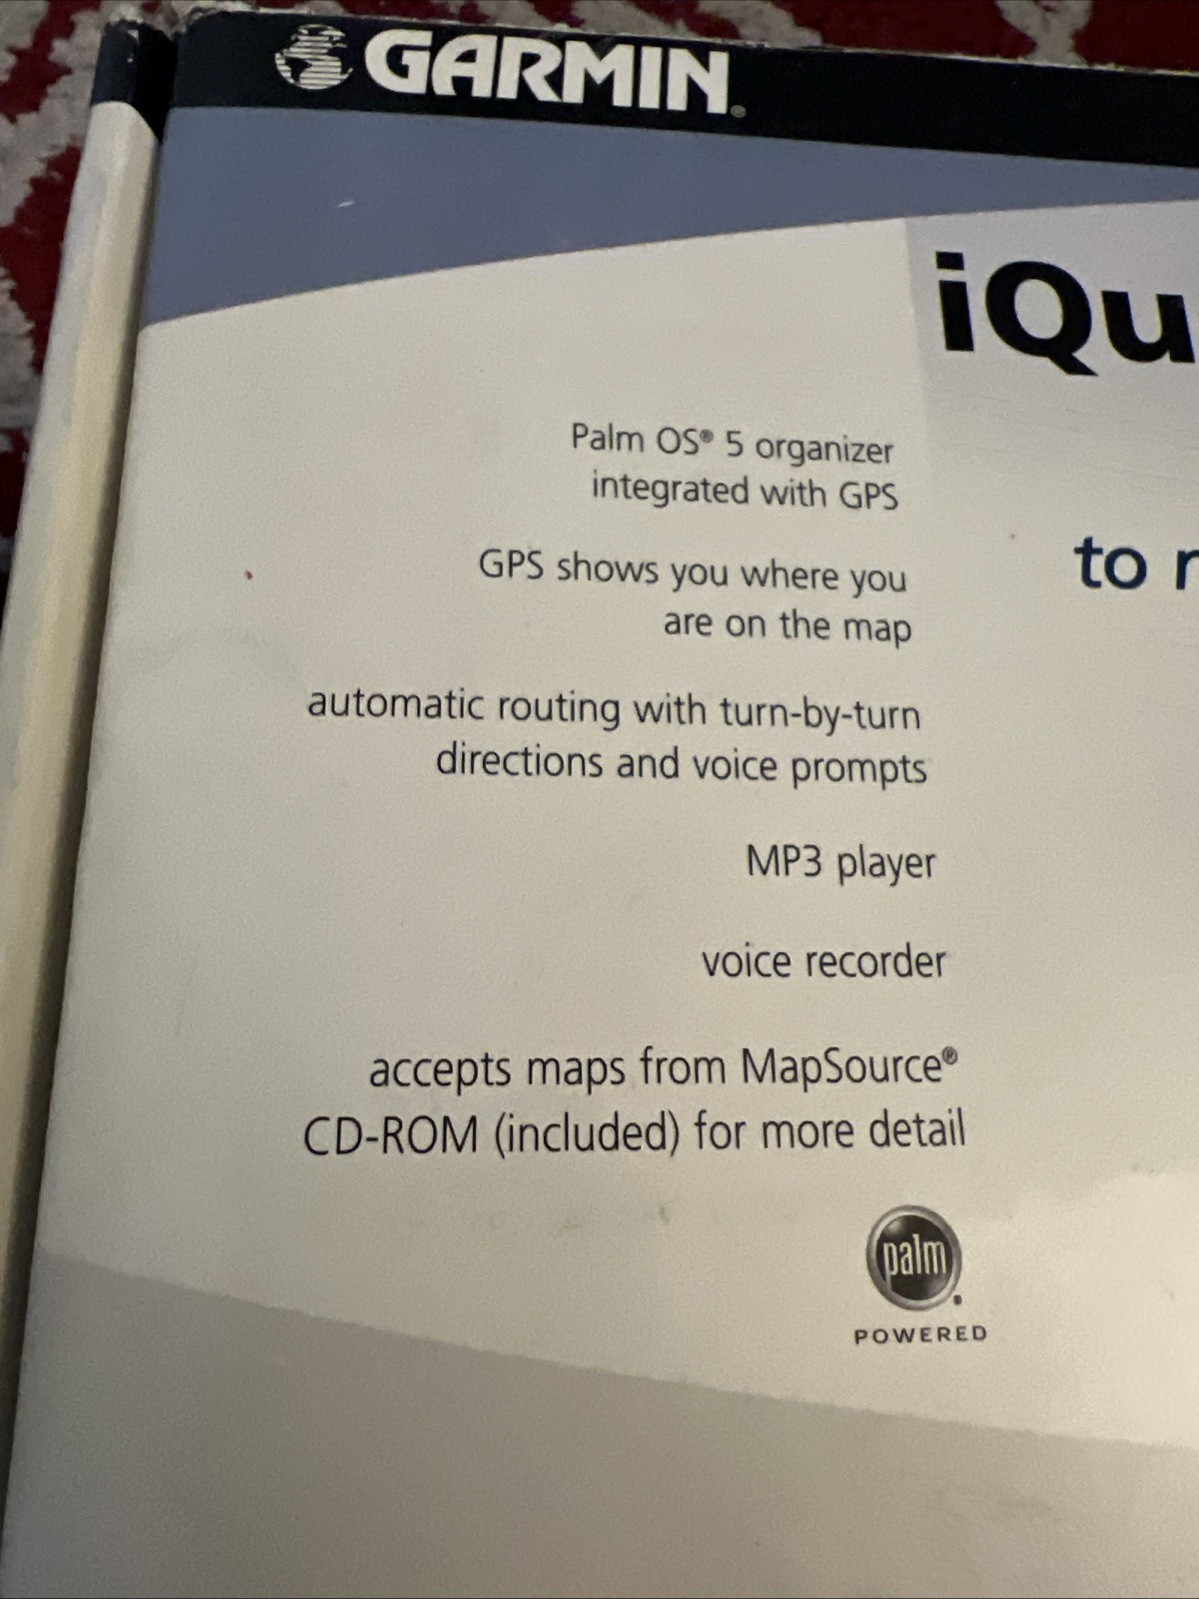 GARMIN®
iQu
Palm OS® 5 organizer
integrated with GPS
GPS shows you where you
are on the map
to r
automatic routing with turn-by-turn
directions and voice prompts
MP3 player
voice recorder
accepts maps from MapSource®
CD-ROM (included) for more detail
palm
POWERED